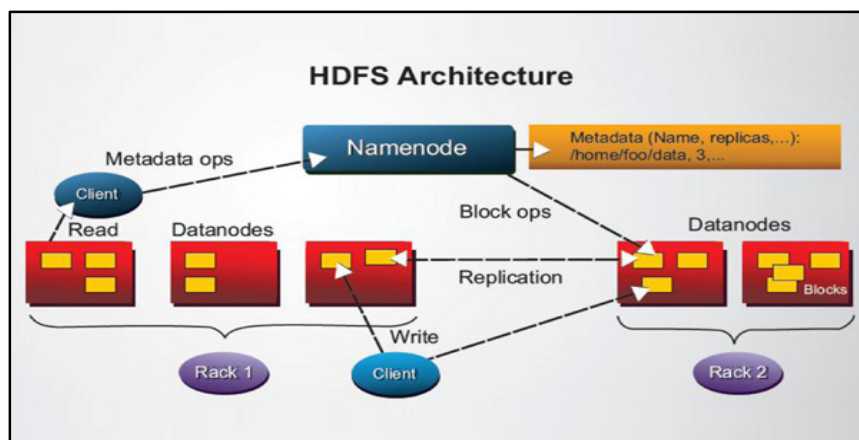 HDFS Architecture
Namenode
Metadata (Name, replicas,...):
/home/foo/data, 3,...
Metadata ops
Client
Block ops
Read
Datanodes
Datanodes
Replication
Blocks
Write
Rack 1
Client
Rack 2